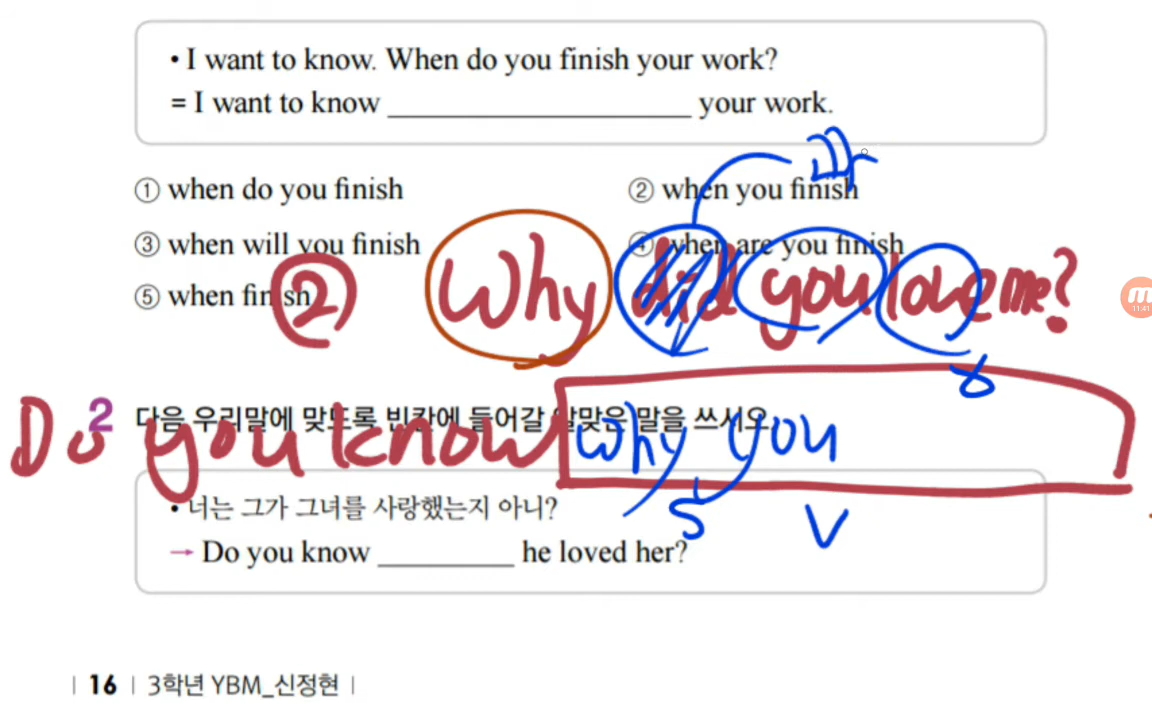 • I want to know. When do you finish your work?
= I want to know ____________________ your work.
① when do you finish
② when you finish
③ when will you finish
④ when are you finish
⑤ when finish
② Why did you love me?
2 다음 우리말에 맞도록 빈칸에 들어갈 알맞은 말을 쓰시오.
Do you know why you
S V
• 너는 그가 그녀를 사랑했는지 아니?
→ Do you know _________ he loved her?
| 16 | 3학년 YBM_신정현 |